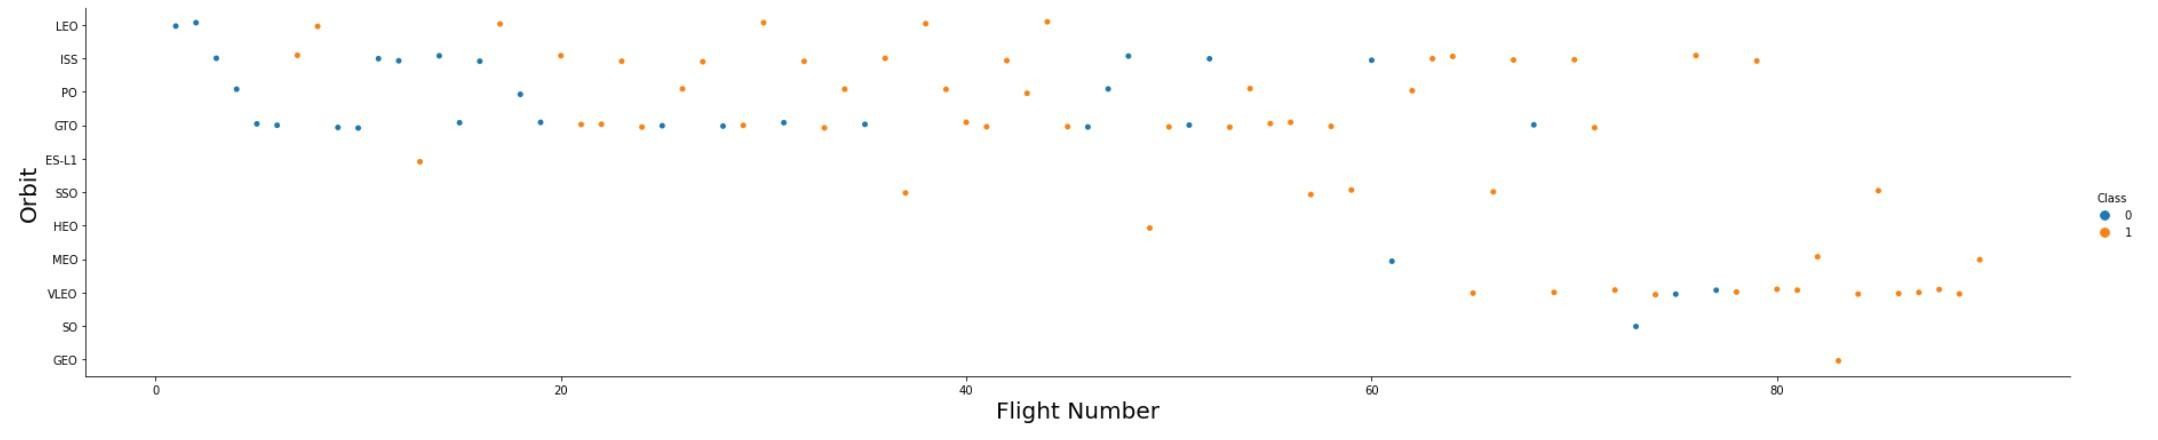 LEO
ISS
PO
GTO
ES-L1
SSO
HEO
MEO
VLEO
SO
GEO
Orbit
0 20 40 60 80
Flight Number
Class
0
1